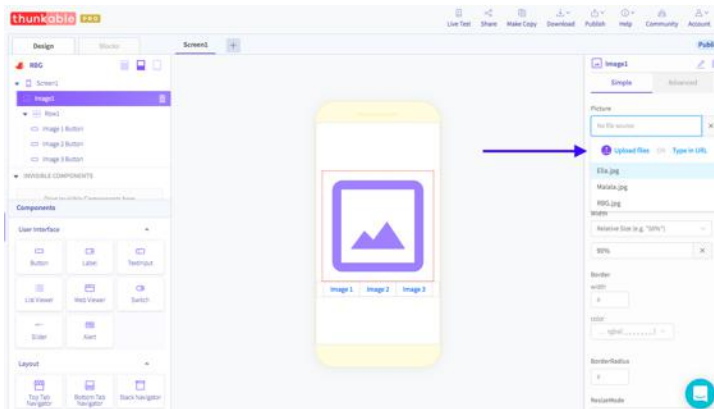 thunkable PRO
Live Test Share Make Copy Download Publish Help Community Account
Design Blocks Screen1 +
Publi
RBG
Screen1
Image1
Row1
Image 1 Button
Image 2 Button
Image 3 Button
INVISIBLE COMPONENTS
Components
User Interface
Button Label TextInput
List Viewer Web Viewer Switch
Slider Alert
Layout
Top Tab Navigator Bottom Tab Navigator Stack Navigator
Image 1 Image 2 Image 3
Image1
Simple Advanced
Picture
No file source
Upload files OR Type in URL
Ella.jpg
Malala.jpg
RBG.jpg
Width
Relative Size (e.g. "50%")
90%
Border
width
color
BorderRadius
ResizeMode